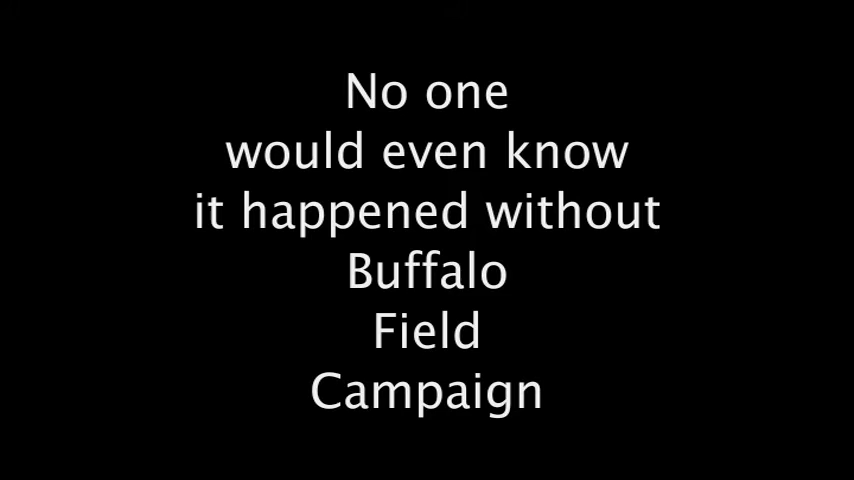 No one
would even know
it happened without
Buffalo
Field
Campaign